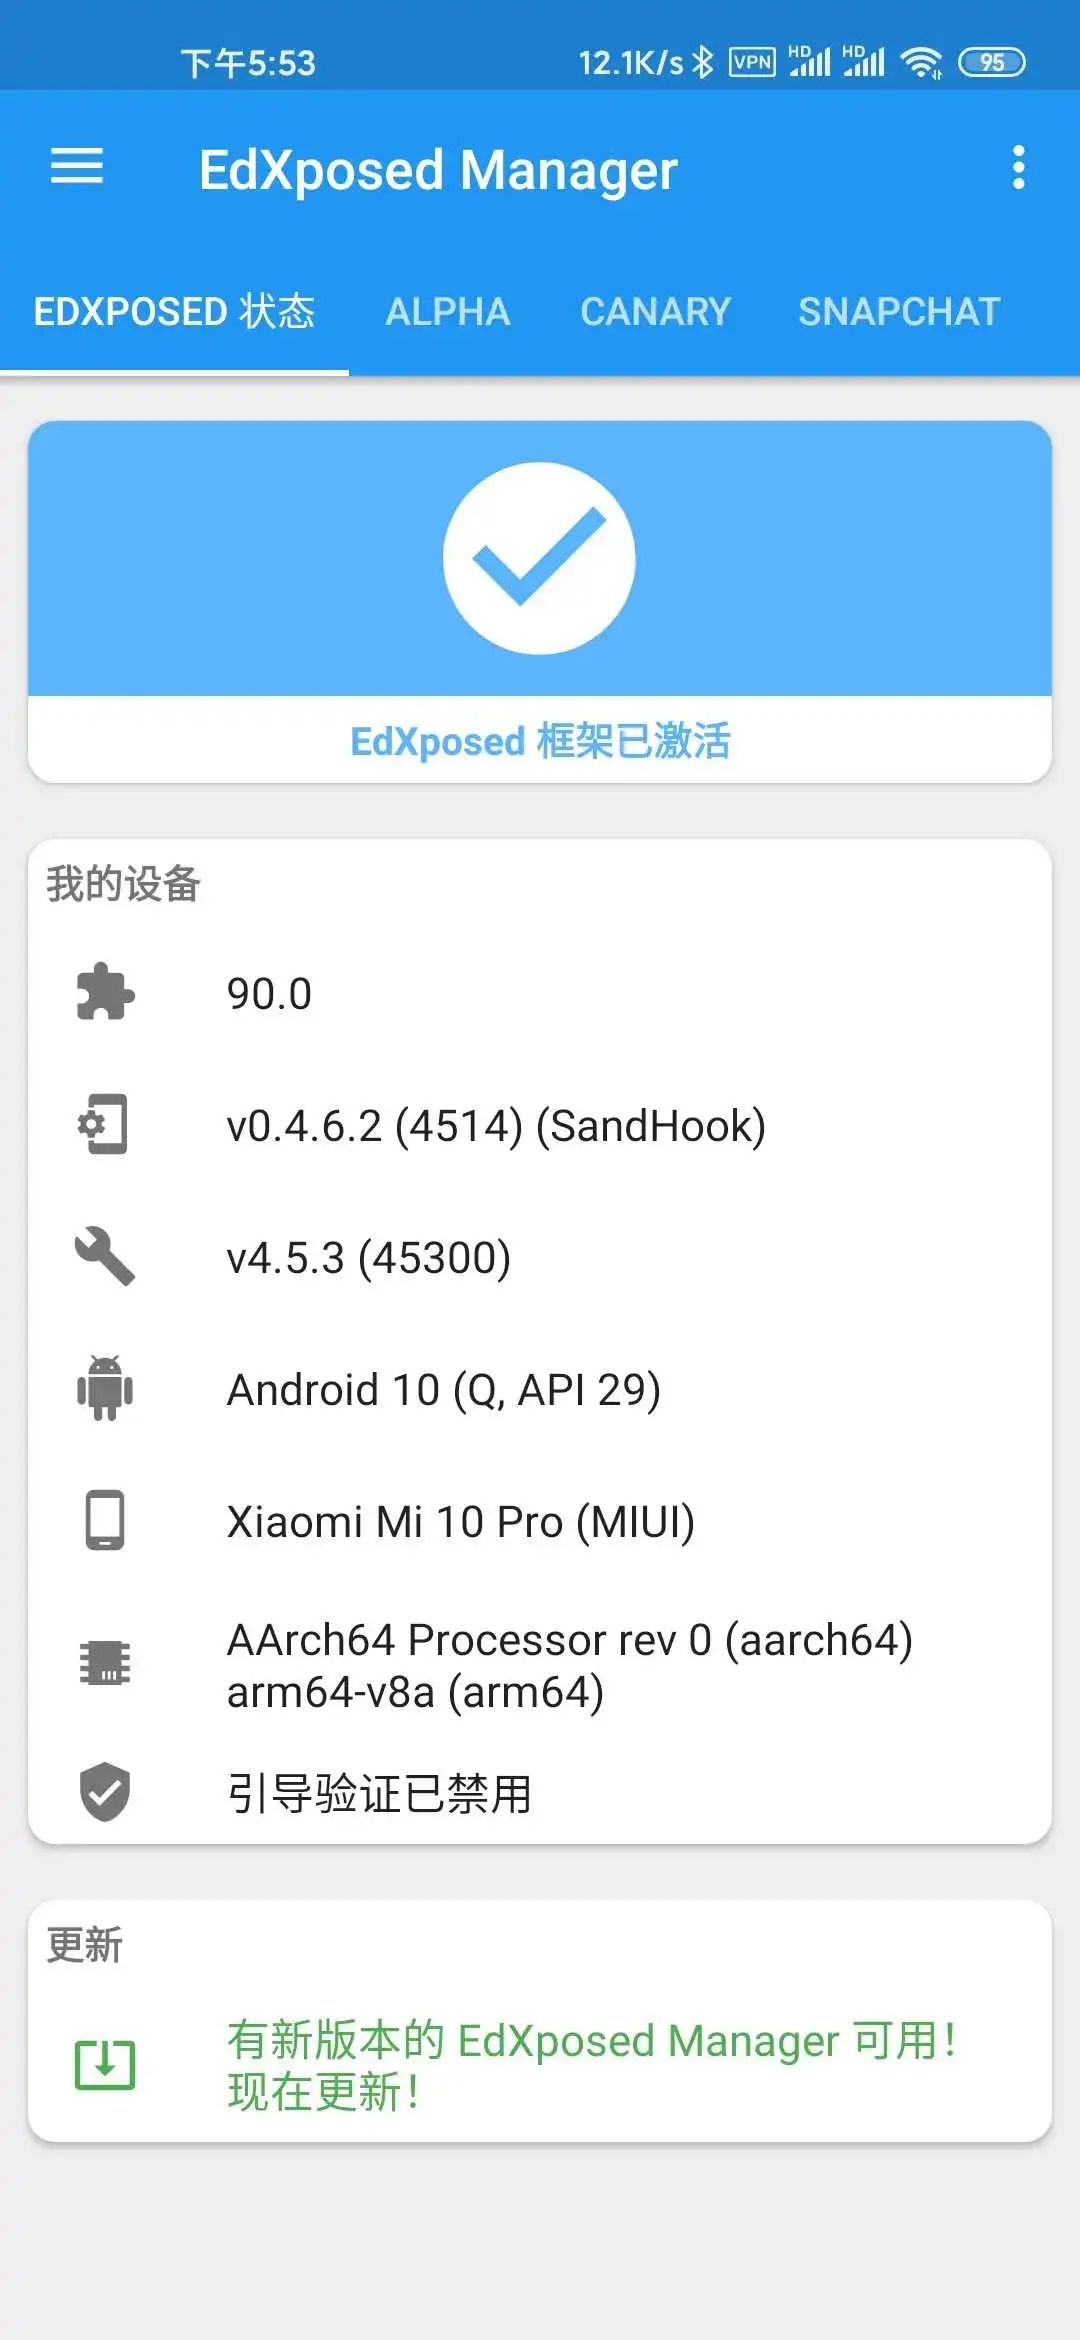 下午5:53
12.1K/s VPN HD HD 95
EdXposed Manager
EDXPOSED 状态 ALPHA CANARY SNAPCHAT
EdXposed 框架已激活
我的设备
90.0
v0.4.6.2 (4514) (SandHook)
v4.5.3 (45300)
Android 10 (Q, API 29)
Xiaomi Mi 10 Pro (MIUI)
AArch64 Processor rev 0 (aarch64)
arm64-v8a (arm64)
引导验证已禁用
更新
有新版本的 EdXposed Manager 可用！
现在更新！